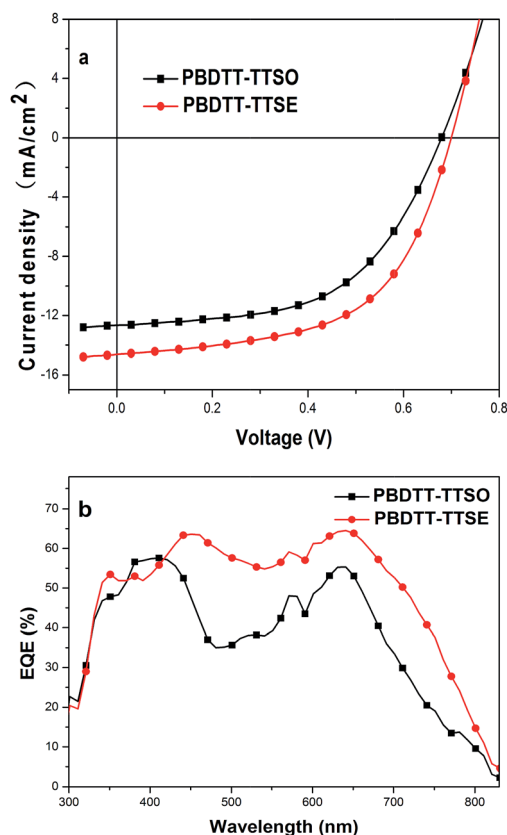 8
4
0
-4
-8
-12
-16
Current density （mA/cm2）
a
PBDTT-TTSO
PBDTT-TTSE
0.0 0.2 0.4 0.6 0.8
Voltage (V)
70
60
50
40
30
20
10
0
EQE (%)
b
PBDTT-TTSO
PBDTT-TTSE
300 400 500 600 700 800
Wavelength (nm)